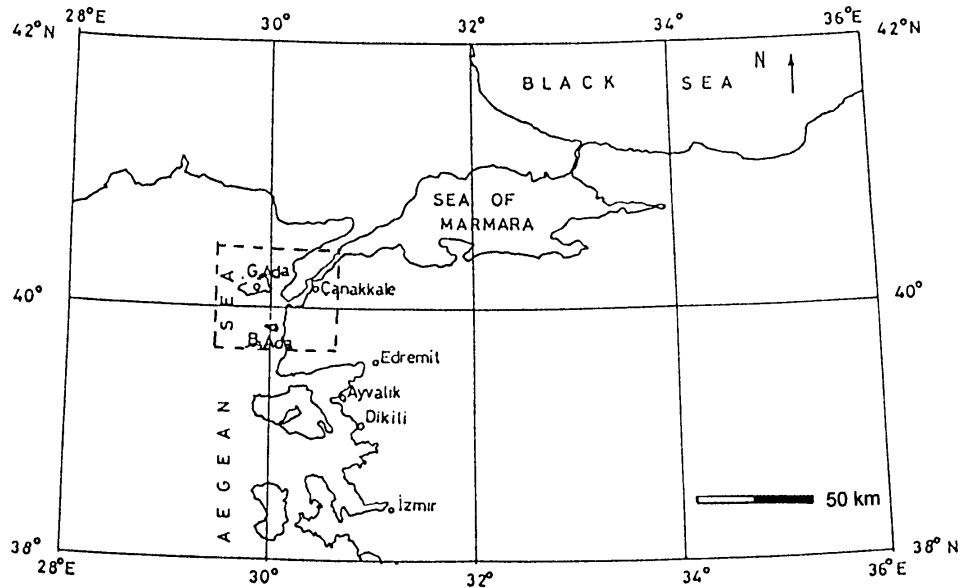 28° E
30°
32°
34°
36° E
42° N
42° N
N
BLACK SEA
SEA OF
MARMARA
G.Ada
Çanakkale
40°
40°
B.Ada
Edremit
Ayvalık
Dikili
AEGEAN SEA
50 km
İzmır
38° N
38° N
28° E
30°
32°
34°
36° E